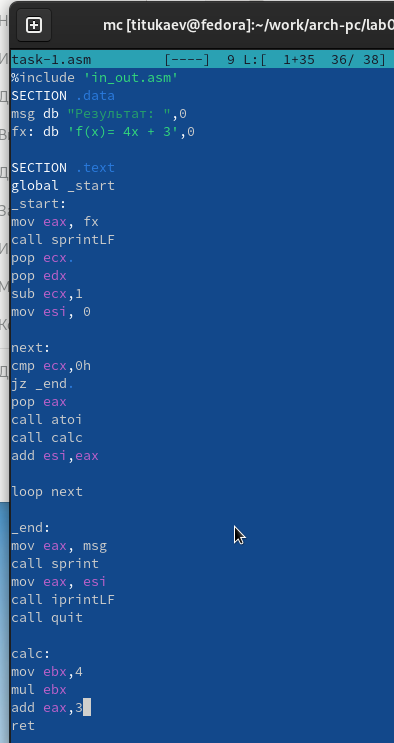 mc [titukaev@fedora]:~/work/arch-pc/lab0
task-1.asm [----] 9 L:[ 1+35 36/ 38]
%include 'in_out.asm'
SECTION .data
msg db "Результат: ",0
fx: db 'f(x)= 4x + 3',0
SECTION .text
global _start
_start:
mov eax, fx
call sprintLF
pop ecx.
pop edx
sub ecx,1
mov esi, 0
next:
cmp ecx,0h
jz _end.
pop eax
call atoi
call calc
add esi,eax
loop next
_end:
mov eax, msg
call sprint
mov eax, esi
call iprintLF
call quit
calc:
mov ebx,4
mul ebx
add eax,3
ret